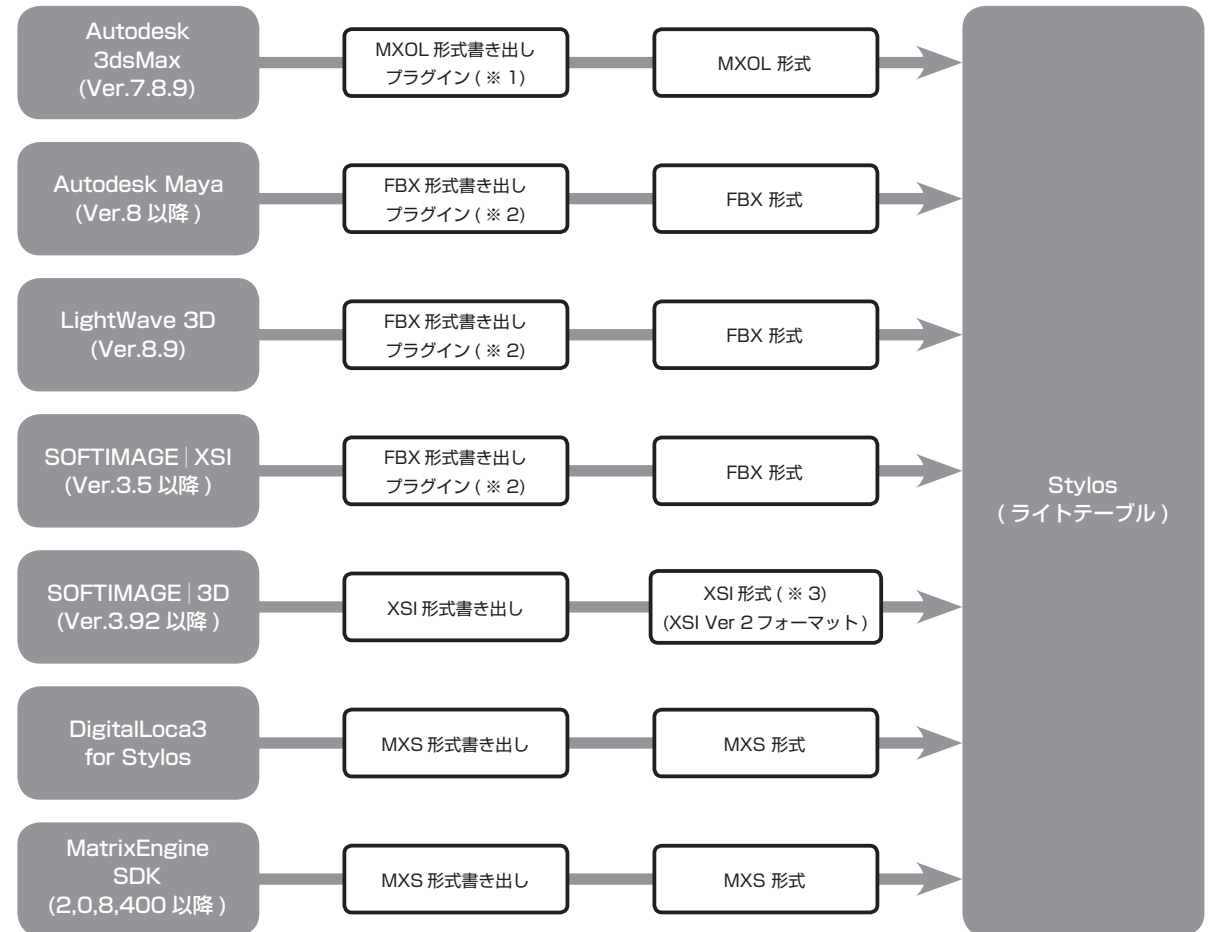 Autodesk
3dsMax
(Ver.7.8.9)
MXOL 形式書き出し
プラグイン ( ※ 1)
MXOL 形式
Autodesk Maya
(Ver.8 以降 )
FBX 形式書き出し
プラグイン ( ※ 2)
FBX 形式
LightWave 3D
(Ver.8.9)
FBX 形式書き出し
プラグイン ( ※ 2)
FBX 形式
SOFTIMAGE｜XSI
(Ver.3.5 以降 )
FBX 形式書き出し
プラグイン ( ※ 2)
FBX 形式
Stylos
( ライトテーブル )
SOFTIMAGE｜3D
(Ver.3.92 以降 )
XSI 形式書き出し
XSI 形式 ( ※ 3)
(XSI Ver 2 フォーマット )
DigitalLoca3
for Stylos
MXS 形式書き出し
MXS 形式
MatrixEngine
SDK
(2,0,8,400 以降 )
MXS 形式書き出し
MXS 形式